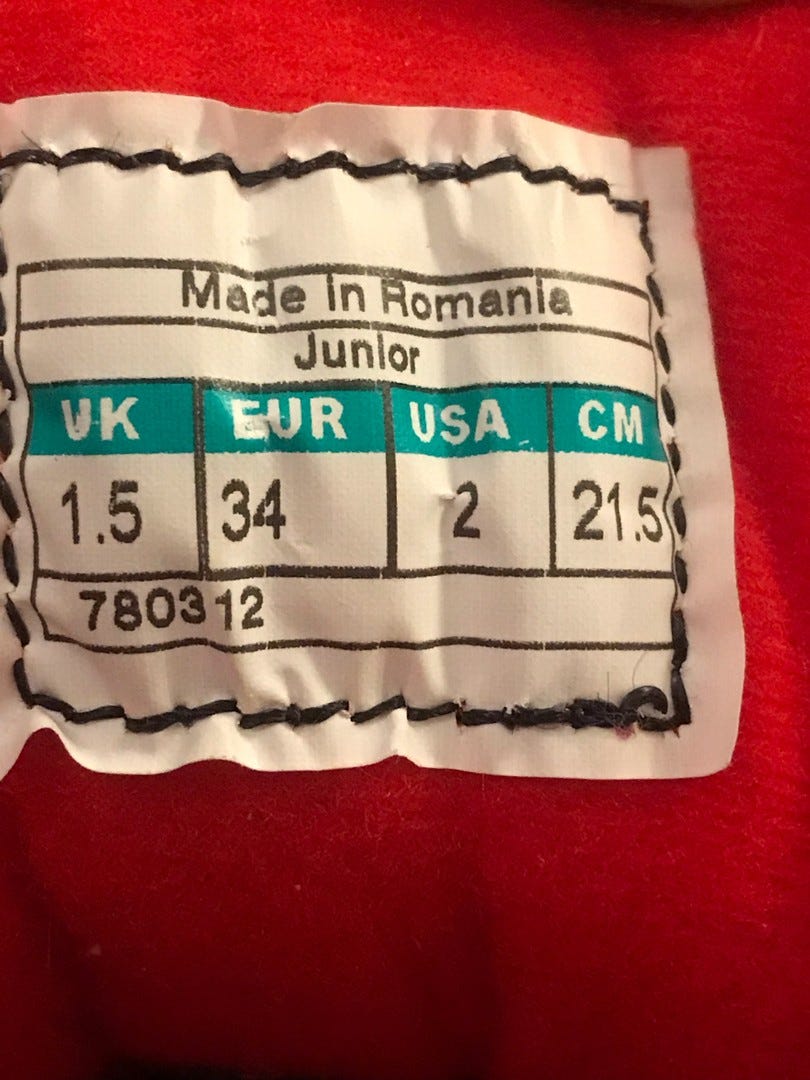 Made in Romania
Junior
UK EUR USA CM
1.5 34 2 21.5
780312